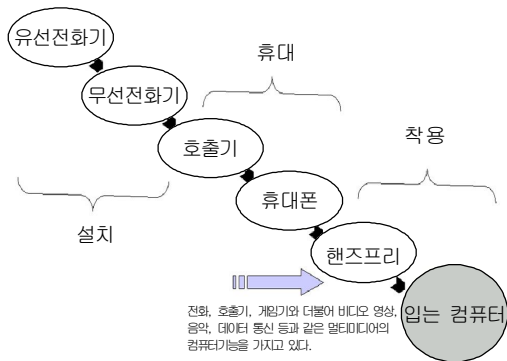 유선전화기
휴대
무선전화기
착용
호출기
휴대폰
설치
핸즈프리
전화, 호출기, 게임기와 더불어 비디오 영상,
음악, 데이터 통신 등과 같은 멀티미디어의
컴퓨터기능을 가지고 있다.
입는 컴퓨터